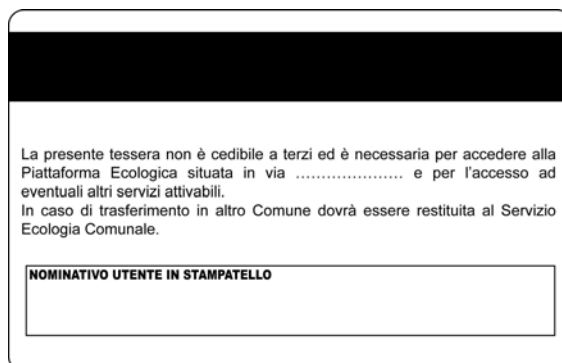 La presente tessera non è cedibile a terzi ed è necessaria per accedere alla
Piattaforma Ecologica situata in via ..................... e per l'accesso ad
eventuali altri servizi attivabili.
In caso di trasferimento in altro Comune dovrà essere restituita al Servizio
Ecologia Comunale.
NOMINATIVO UTENTE IN STAMPATELLO